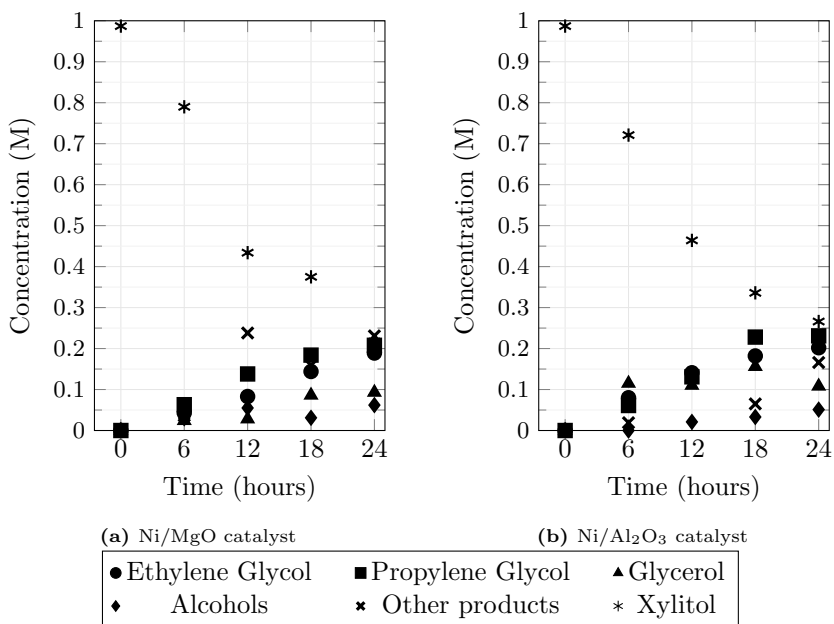 1
0.9
0.8
0.7
0.6
0.5
0.4
0.3
0.2
0.1
0
Concentration (M)
0 6 12 18 24
Time (hours)
(a) Ni/MgO catalyst
1
0.9
0.8
0.7
0.6
0.5
0.4
0.3
0.2
0.1
0
Concentration (M)
0 6 12 18 24
Time (hours)
(b) Ni/Al₂O₃ catalyst
Ethylene Glycol Propylene Glycol Glycerol
Alcohols Other products Xylitol